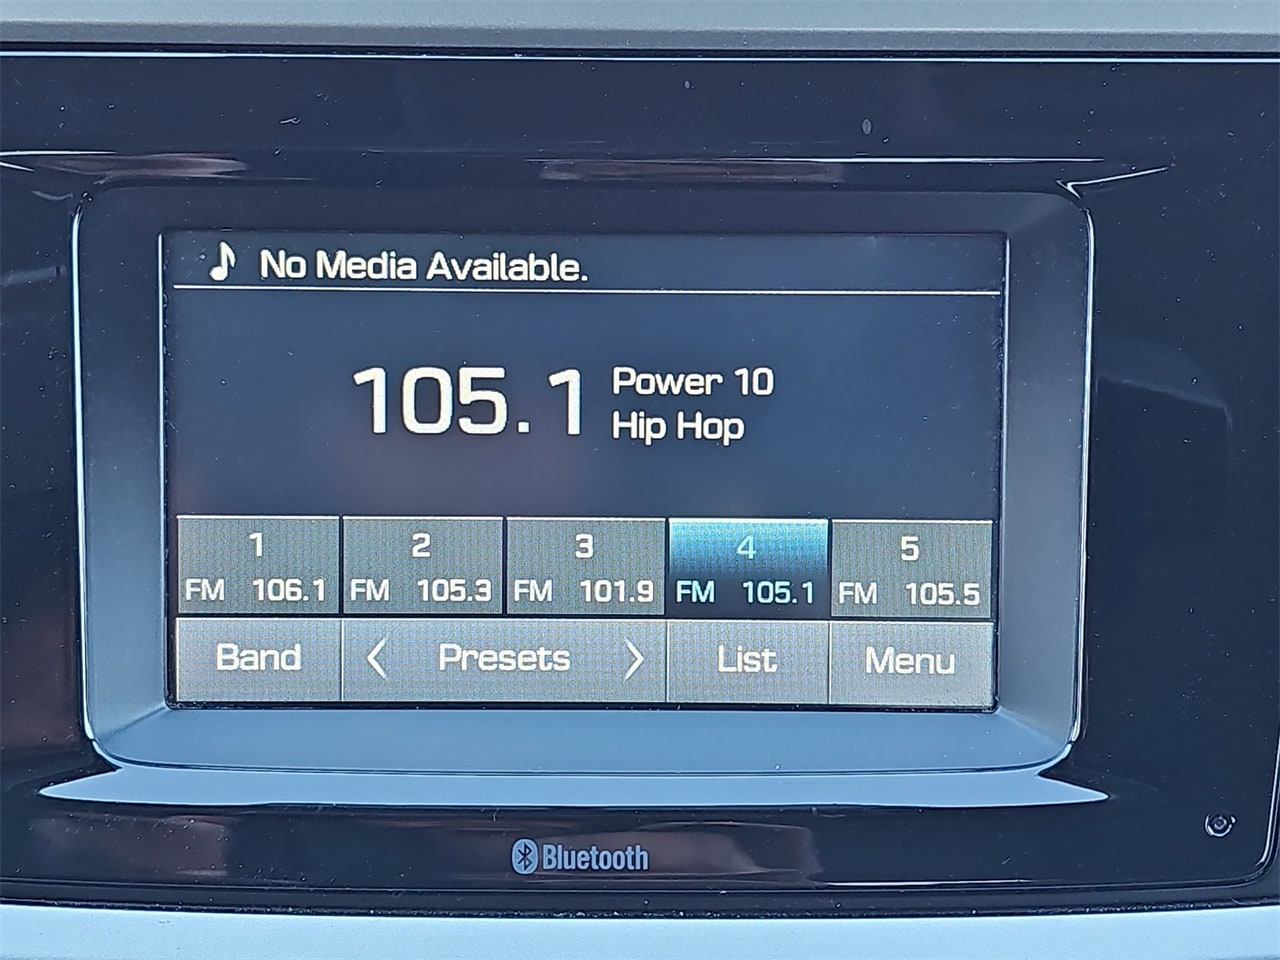 No Media Available.
105.1 Power 10
Hip Hop
1 2 3 4 5
FM 106.1 FM 105.3 FM 101.9 FM 105.1 FM 105.5
Band < Presets > List Menu
Bluetooth